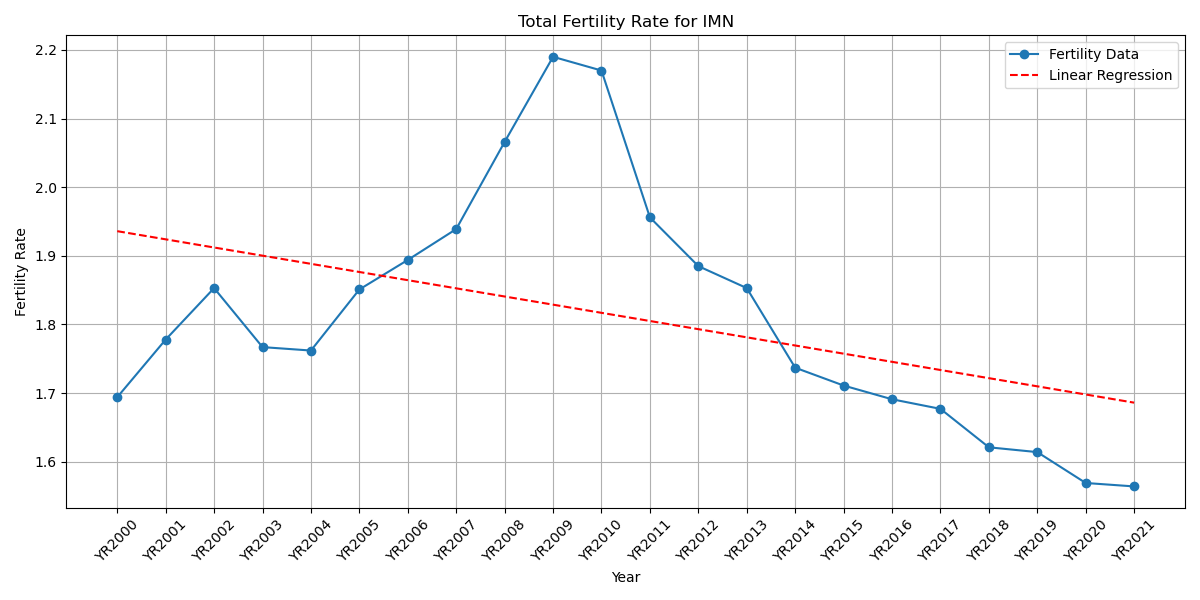 Total Fertility Rate for IMN
Fertility Data
Linear Regression
Fertility Rate
2.2
2.1
2.0
1.9
1.8
1.7
1.6
YR2000
YR2001
YR2002
YR2003
YR2004
YR2005
YR2006
YR2007
YR2008
YR2009
YR2010
YR2011
YR2012
YR2013
YR2014
YR2015
YR2016
YR2017
YR2018
YR2019
YR2020
YR2021
Year